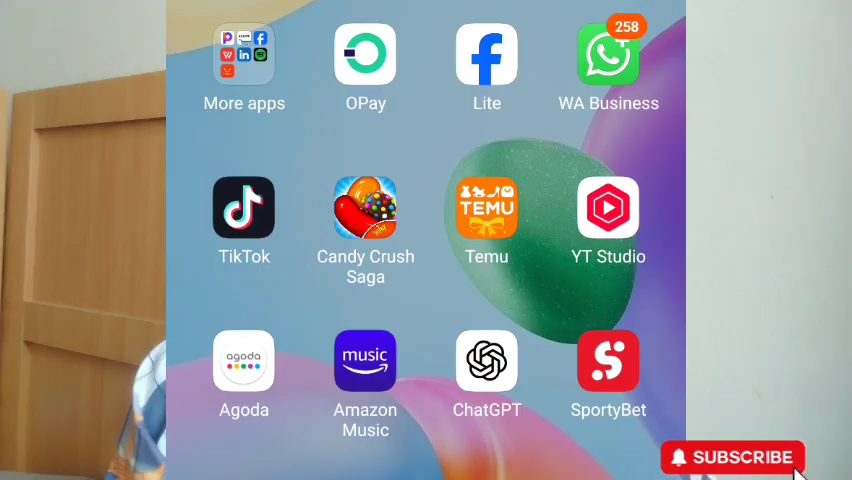 258
More apps
OPay
Lite
WA Business
TEMU
TikTok
Candy Crush
Saga
Temu
YT Studio
agoda
music
Agoda
Amazon
Music
ChatGPT
SportyBet
SUBSCRIBE